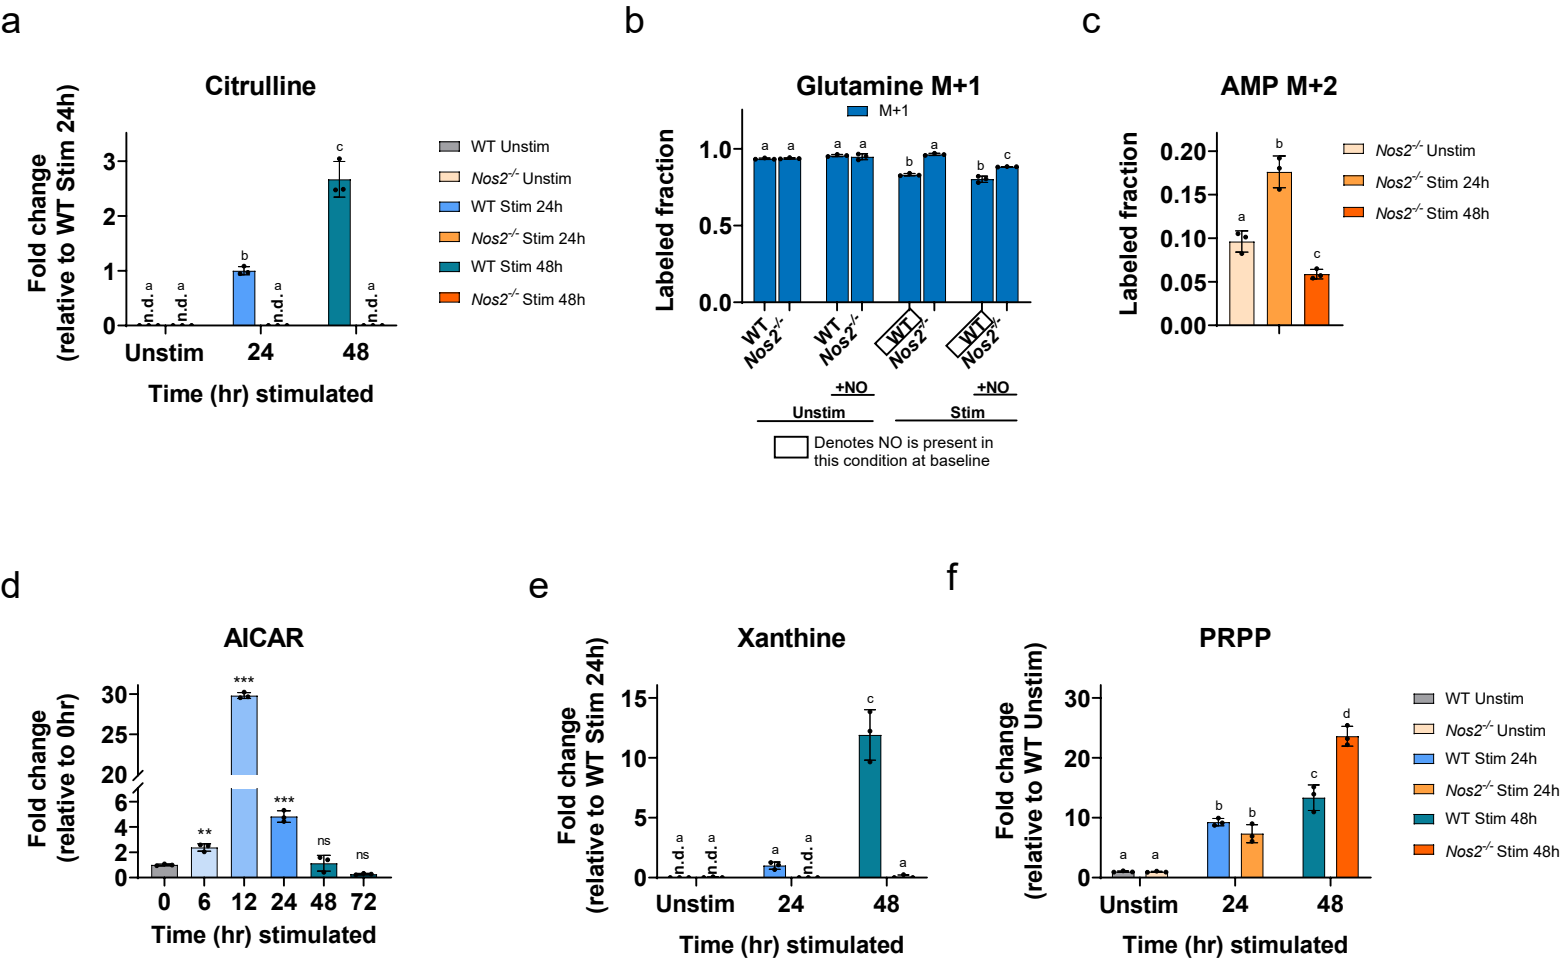 a
Citrulline
Fold change
(relative to WT Stim 24h)
3
2
1
0
a
n.d.
a
n.d.
b
a
n.d.
c
a
n.d.
Unstim 24 48
Time (hr) stimulated
WT Unstim
Nos2-/- Unstim
WT Stim 24h
Nos2-/- Stim 24h
WT Stim 48h
Nos2-/- Stim 48h
b
Glutamine M+1
M+1
Labeled fraction
1.0
0.5
0.0
a a a a b a b c
WT Nos2-/- WT Nos2-/- WT Nos2-/- WT Nos2-/-
+NO +NO
Unstim Stim
Denotes NO is present in
this condition at baseline
c
AMP M+2
Labeled fraction
0.20
0.15
0.10
0.05
0.00
a b c
Nos2-/- Unstim
Nos2-/- Stim 24h
Nos2-/- Stim 48h
d
AICAR
Fold change
(relative to 0hr)
30
25
20
6
4
2
0
** *** *** ns ns
0 6 12 24 48 72
Time (hr) stimulated
e
Xanthine
Fold change
(relative to WT Stim 24h)
15
10
5
0
a
n.d.
a
n.d.
a
a
n.d.
c
a
Unstim 24 48
Time (hr) stimulated
f
PRPP
Fold change
(relative to WT Unstim)
30
20
10
0
a a b b c d
Unstim 24 48
Time (hr) stimulated
WT Unstim
Nos2-/- Unstim
WT Stim 24h
Nos2-/- Stim 24h
WT Stim 48h
Nos2-/- Stim 48h